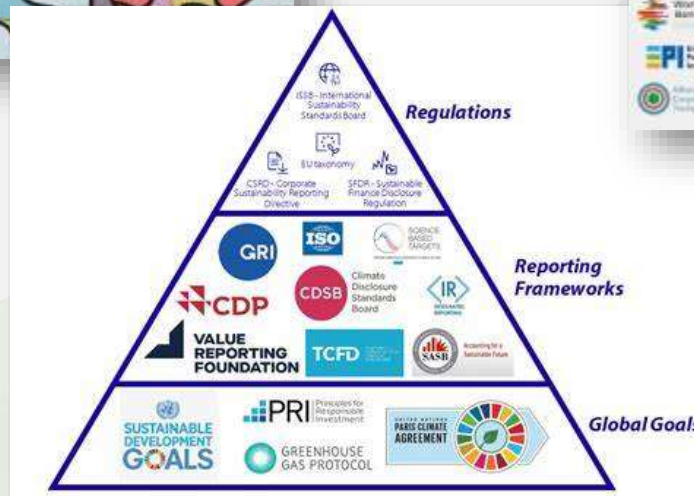 EPI
ISSB - International
Sustainability
Standards Board
Regulations
EU taxonomy
CSRD - Corporate
Sustainability Reporting
Directive
SFDR - Sustainable
Finance Disclosure
Regulation
GRI
ISO
SCIENCE
BASED
TARGETS
Reporting
Frameworks
CDP
CDSB
Climate
Disclosure
Standards
Board
<IR>
INTEGRATED
REPORTING
VALUE
REPORTING
FOUNDATION
TCFD
SASB
Accounting for a
Sustainable Future
SUSTAINABLE
DEVELOPMENT
GOALS
PRI
Principles for
Responsible
Investment
GREENHOUSE
GAS PROTOCOL
UNITED NATIONS
PARIS CLIMATE
AGREEMENT
Global Goals